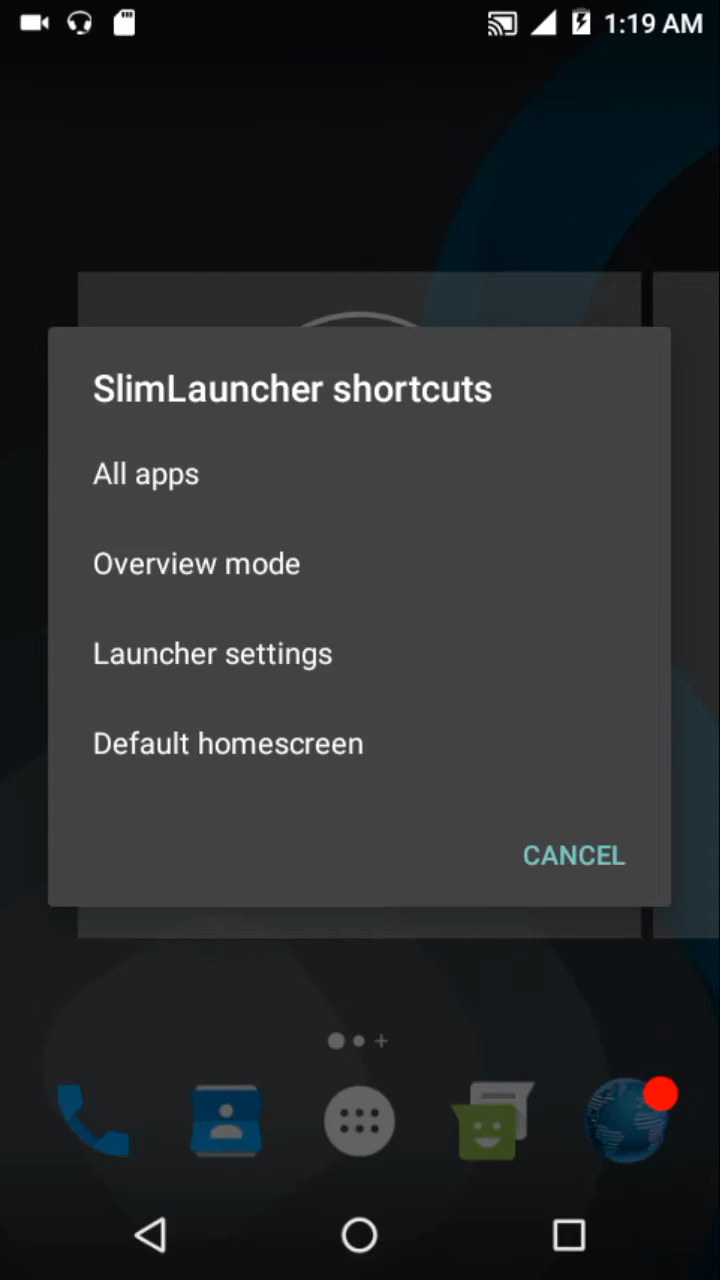 1:19 AM
SlimLauncher shortcuts
All apps
Overview mode
Launcher settings
Default homescreen
CANCEL